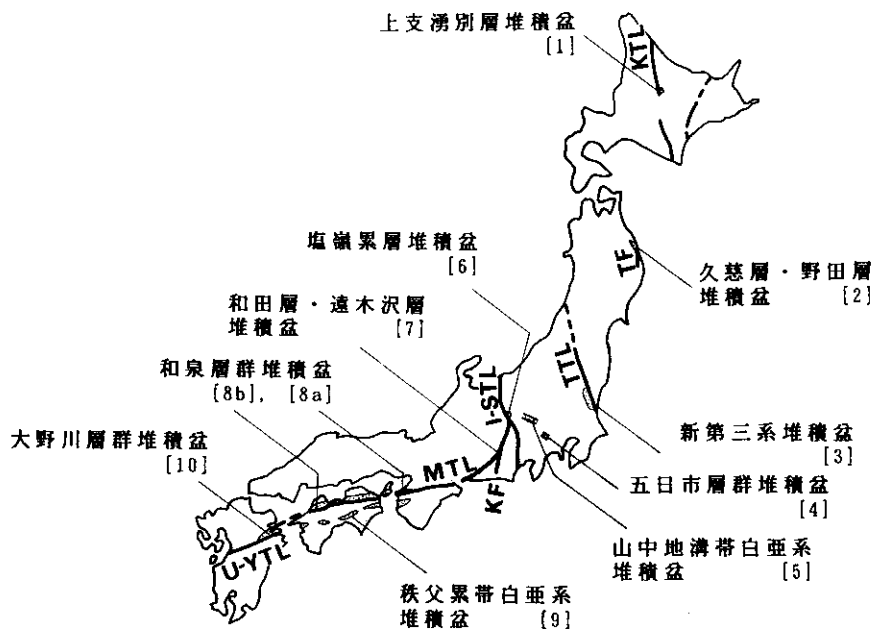 上支湧別層堆積盆
[1]
KTL
塩嶺累層堆積盆
[6]
TF
久慈層・野田層
堆積盆 [2]
和田層・遠木沢層
堆積盆 [7]
和泉層群堆積盆
[8b], [8a]
I-STL
TTL
大野川層群堆積盆
[10]
新第三系堆積盆
[3]
MTL
KF
五日市層群堆積盆
[4]
U-YTL
山中地溝帯白亜系
堆積盆 [5]
秩父累帯白亜系
堆積盆 [9]